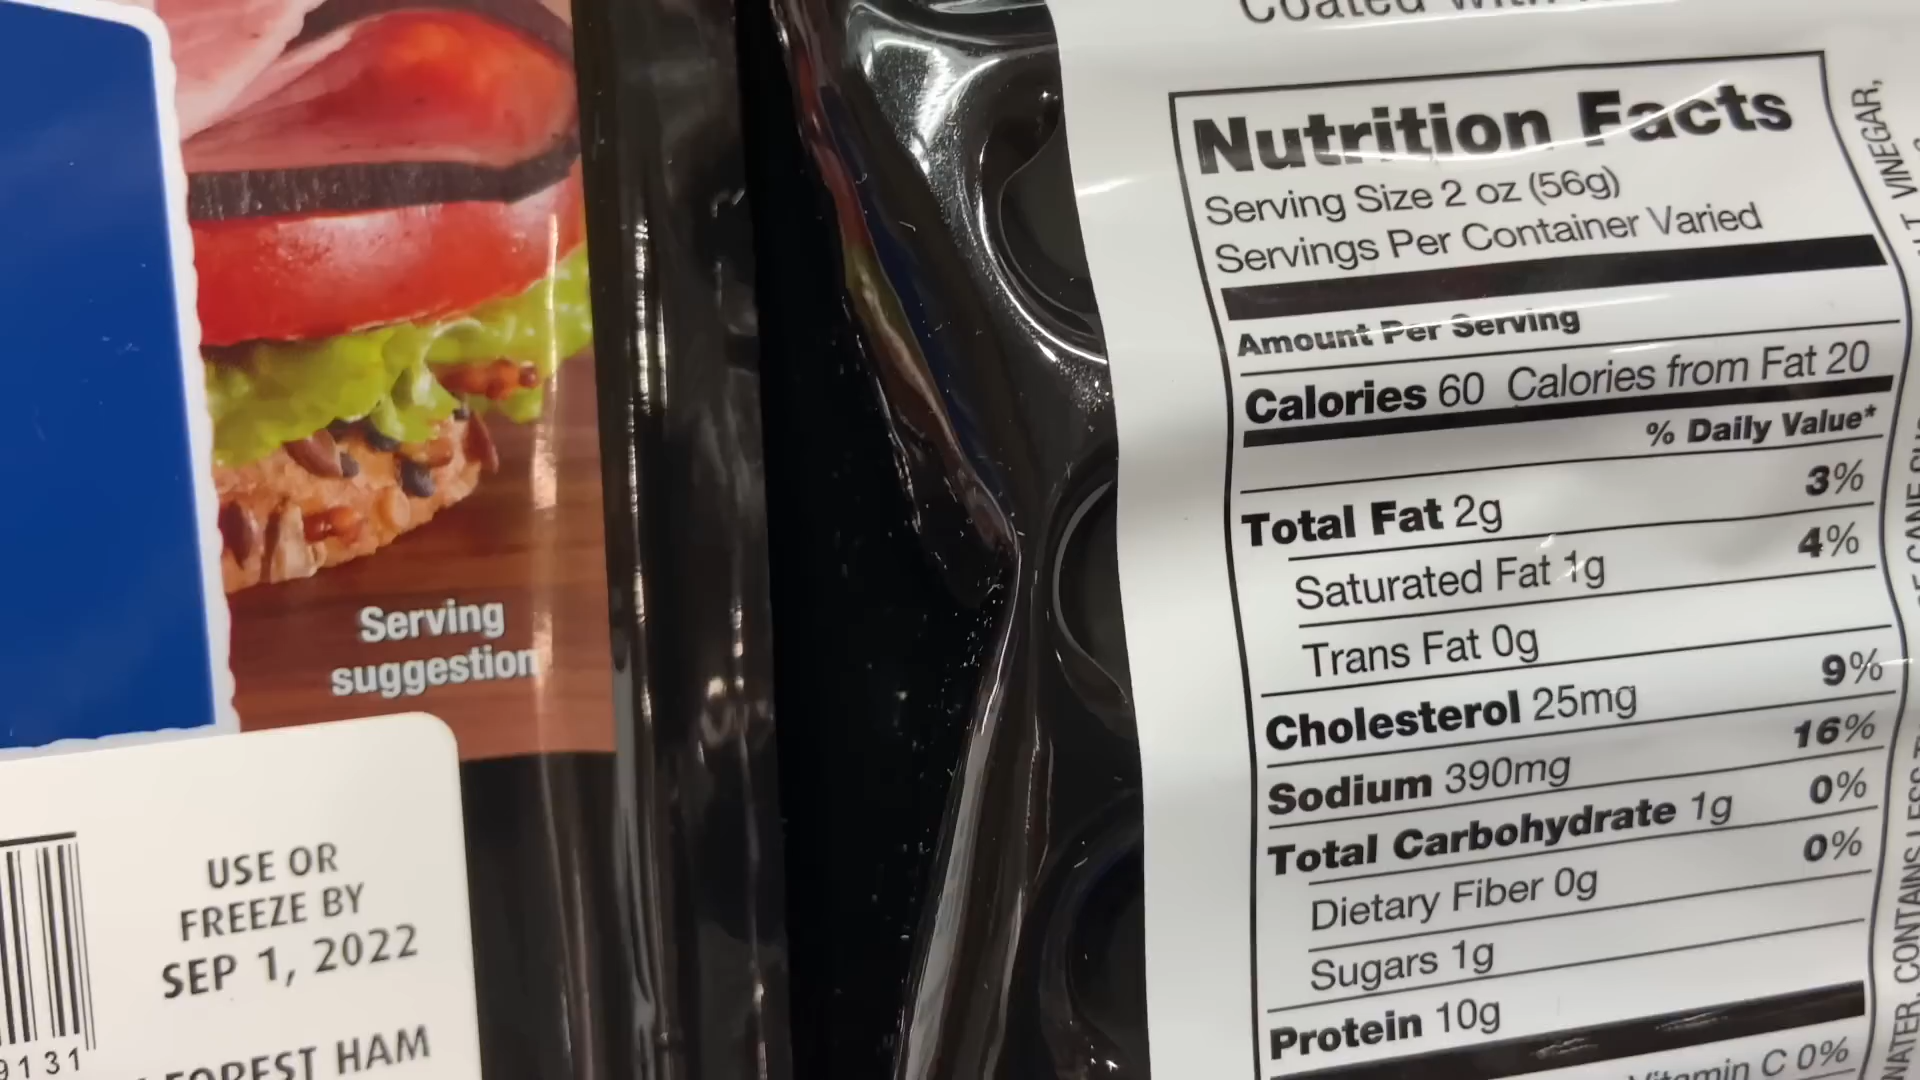 Serving
suggestion
USE OR
FREEZE BY
SEP 1, 2022
FOREST HAM
9131
Coated
Nutrition Facts
Serving Size 2 oz (56g)
Servings Per Container Varied
Amount Per Serving
Calories 60 Calories from Fat 20
% Daily Value*
Total Fat 2g 3%
Saturated Fat 1g 4%
Trans Fat 0g
Cholesterol 25mg 9%
Sodium 390mg 16%
Total Carbohydrate 1g 0%
Dietary Fiber 0g 0%
Sugars 1g
Protein 10g
Vitamin C 0%
VINEGAR,
WATER, CONTAINS LESS
CANE